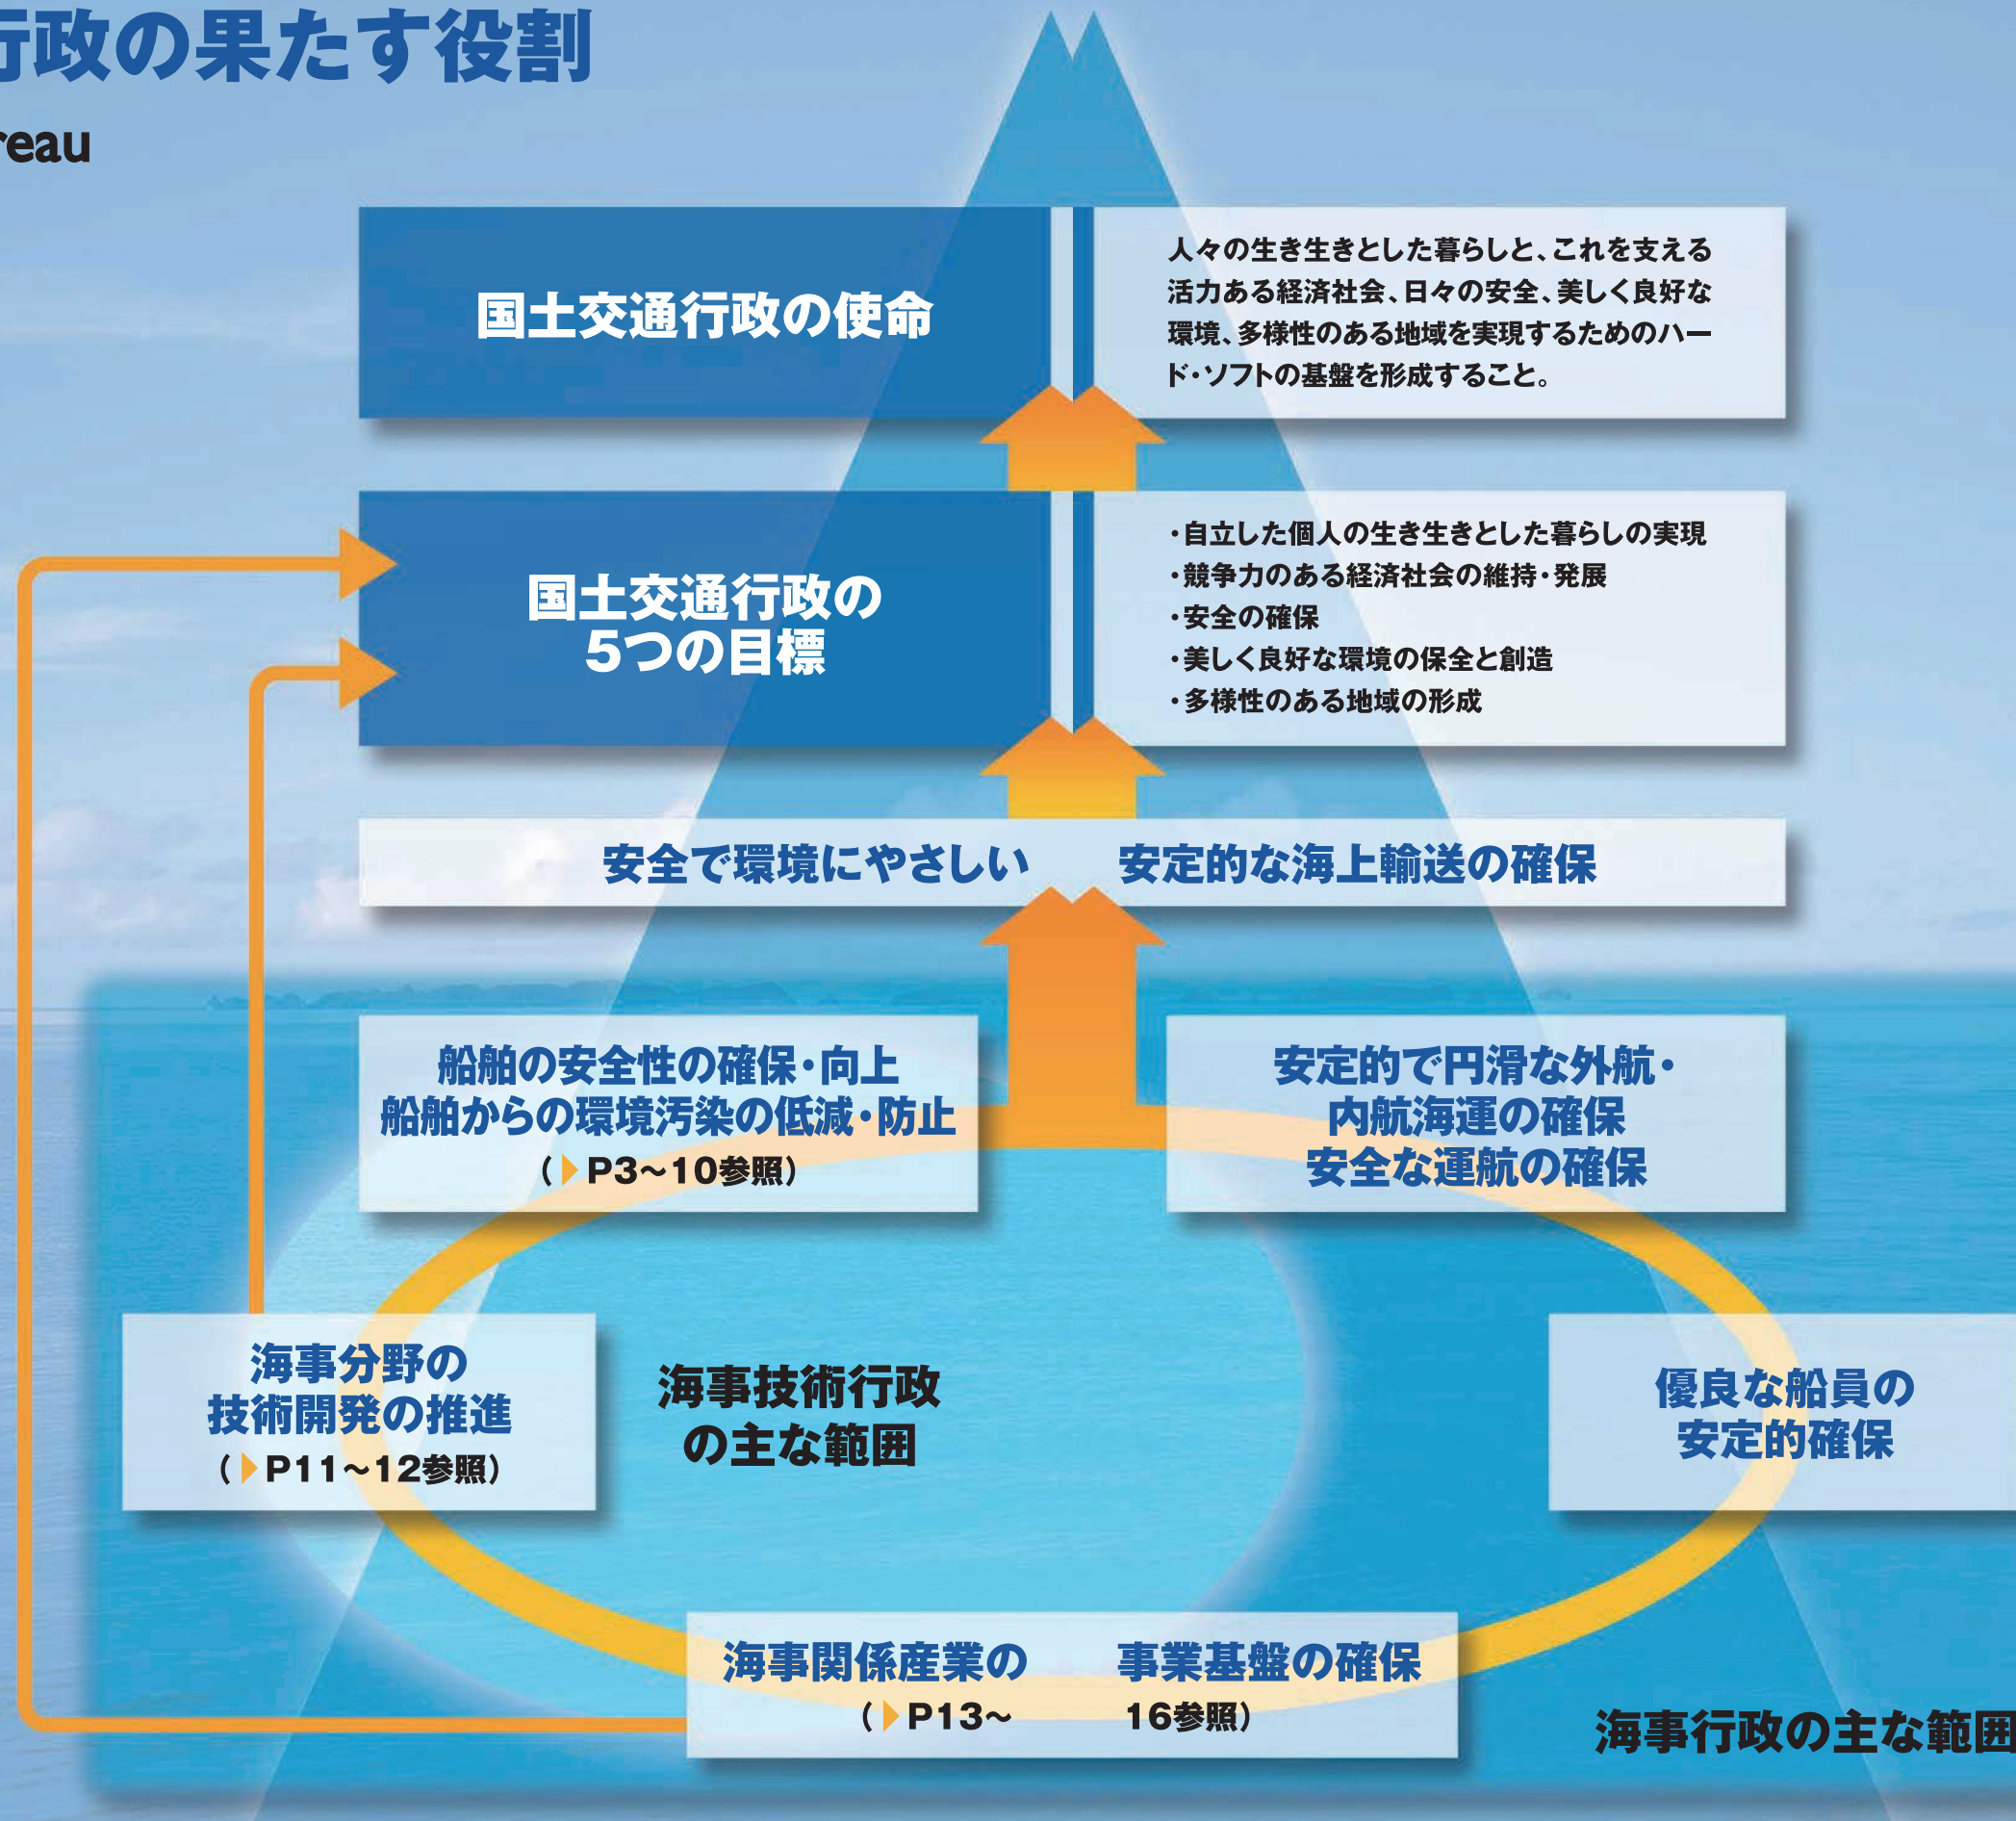 行政の果たす役割
reau
国土交通行政の使命
人々の生き生きとした暮らしと、これを支える
活力ある経済社会、日々の安全、美しく良好な
環境、多様性のある地域を実現するためのハー
ド・ソフトの基盤を形成すること。
国土交通行政の
5つの目標
・自立した個人の生き生きとした暮らしの実現
・競争力のある経済社会の維持・発展
・安全の確保
・美しく良好な環境の保全と創造
・多様性のある地域の形成
安全で環境にやさしい 安定的な海上輸送の確保
船舶の安全性の確保・向上
船舶からの環境汚染の低減・防止
(▶P3～10参照)
安定的で円滑な外航・
内航海運の確保
安全な運航の確保
海事分野の
技術開発の推進
(▶P11～12参照)
海事技術行政
の主な範囲
優良な船員の
安定的確保
海事関係産業の 事業基盤の確保
(▶P13～ 16参照)
海事行政の主な範囲